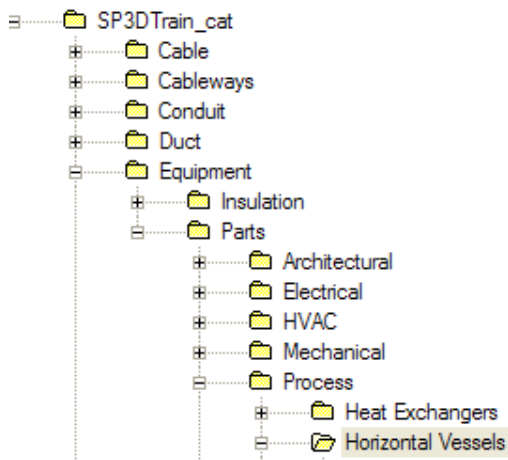 SP3DTrain_cat
Cable
Cableways
Conduit
Duct
Equipment
Insulation
Parts
Architectural
Electrical
HVAC
Mechanical
Process
Heat Exchangers
Horizontal Vessels